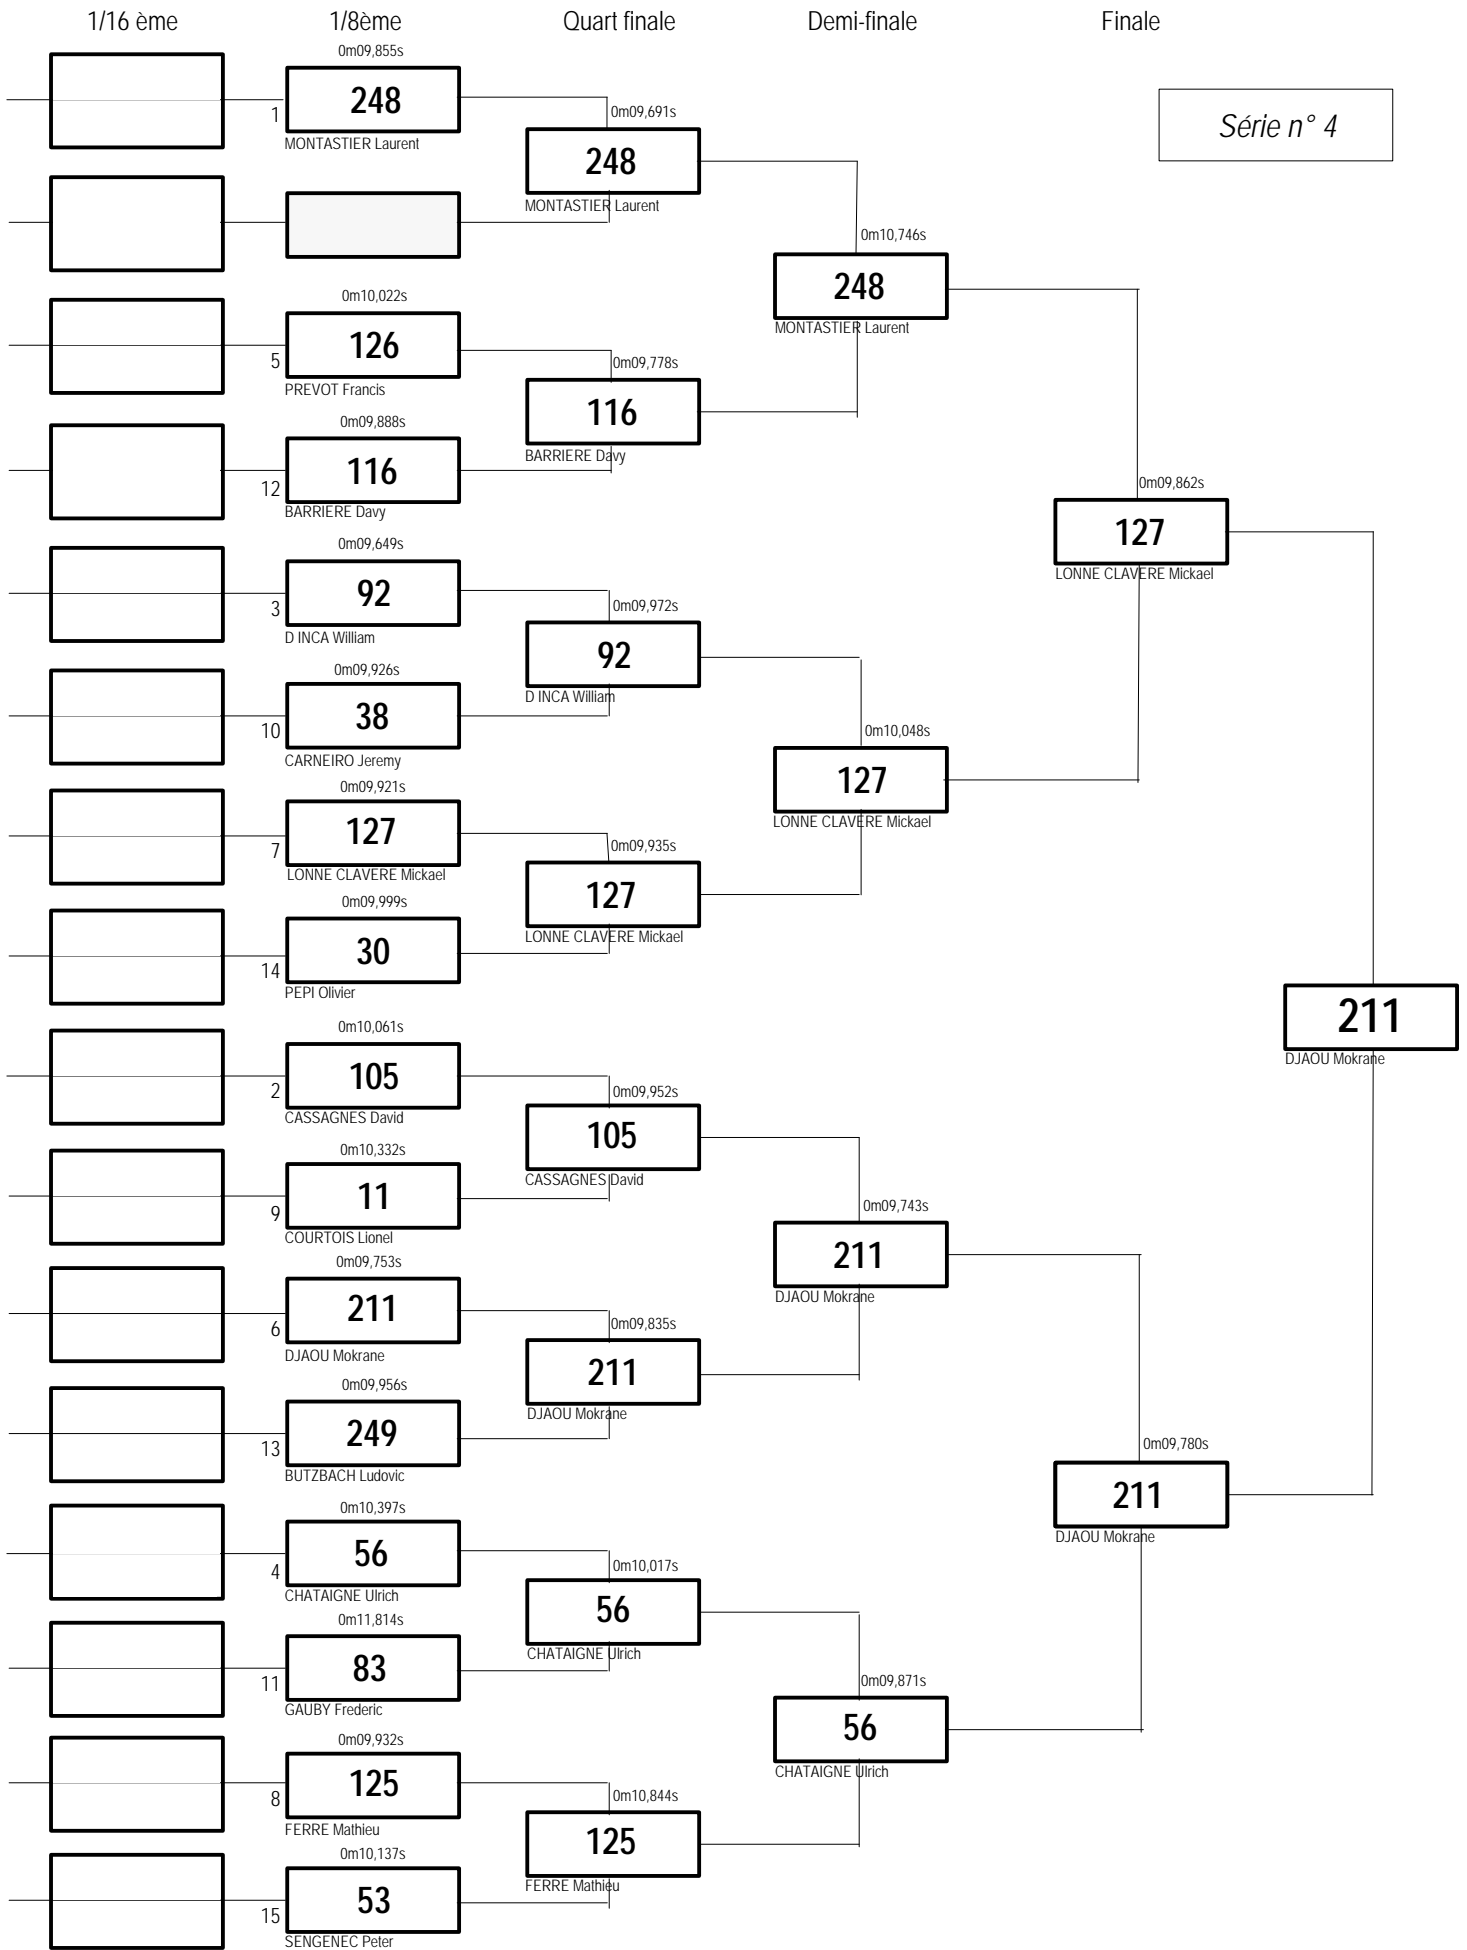 1/16 ème
1/8ème
Quart finale
Demi-finale
Finale
Série n° 4
0m09,855s
1
248
MONTASTIER Laurent
0m10,022s
5
126
PREVOT Francis
0m09,888s
12
116
BARRIERE Davy
0m09,649s
3
92
D INCA William
0m09,926s
10
38
CARNEIRO Jeremy
0m09,921s
7
127
LONNE CLAVERE Mickael
0m09,999s
14
30
PEPI Olivier
0m10,061s
2
105
CASSAGNES David
0m10,332s
9
11
COURTOIS Lionel
0m09,753s
6
211
DJAOU Mokrane
0m09,956s
13
249
BUTZBACH Ludovic
0m10,397s
4
56
CHATAIGNE Ulrich
0m11,814s
11
83
GAUBY Frederic
0m09,932s
8
125
FERRE Mathieu
0m10,137s
15
53
SENGENEC Peter
0m09,691s
248
MONTASTIER Laurent
0m09,778s
116
BARRIERE Davy
0m09,972s
92
D INCA William
0m09,935s
127
LONNE CLAVERE Mickael
0m09,952s
105
CASSAGNES David
0m09,835s
211
DJAOU Mokrane
0m10,017s
56
CHATAIGNE Ulrich
0m10,844s
125
FERRE Mathieu
0m10,746s
248
MONTASTIER Laurent
0m10,048s
127
LONNE CLAVERE Mickael
0m09,743s
211
DJAOU Mokrane
0m09,871s
56
CHATAIGNE Ulrich
0m09,862s
127
LONNE CLAVERE Mickael
0m09,780s
211
DJAOU Mokrane
211
DJAOU Mokrane